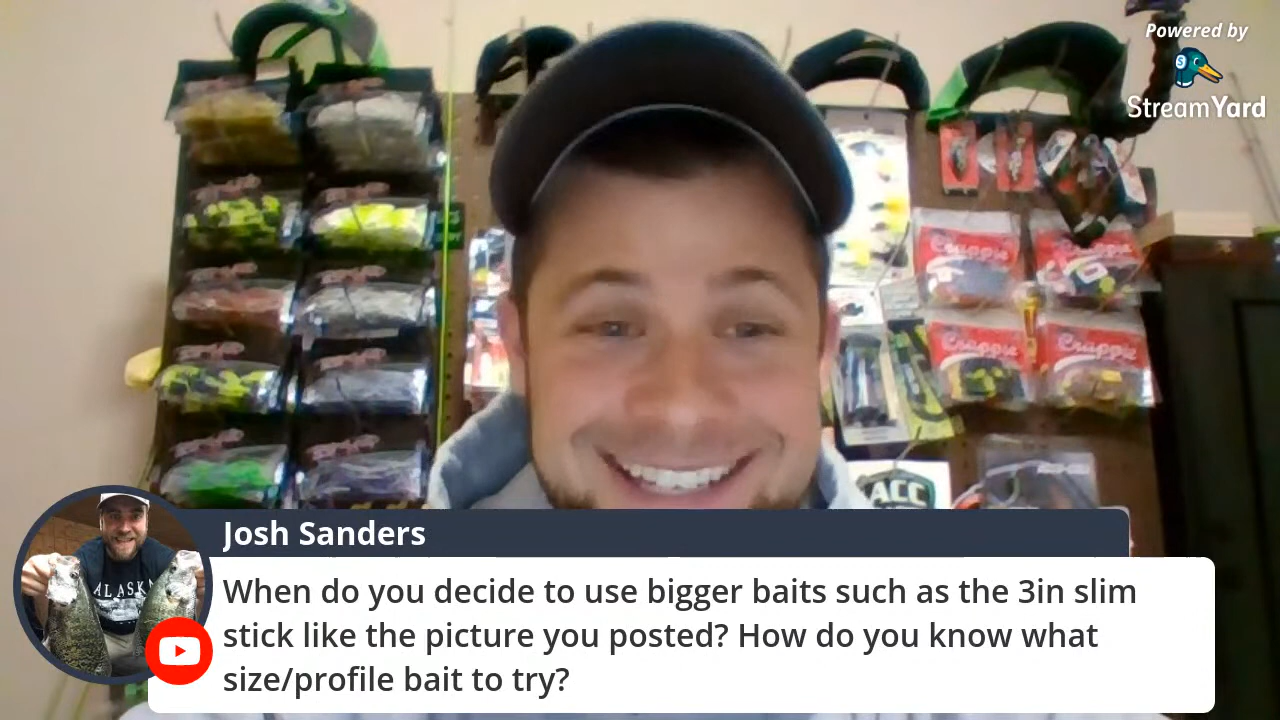 Powered by
StreamYard
Crappie
Crappie
Crappie
Crappie
ACC
Josh Sanders
ALASKA
When do you decide to use bigger baits such as the 3in slim
stick like the picture you posted? How do you know what
size/profile bait to try?